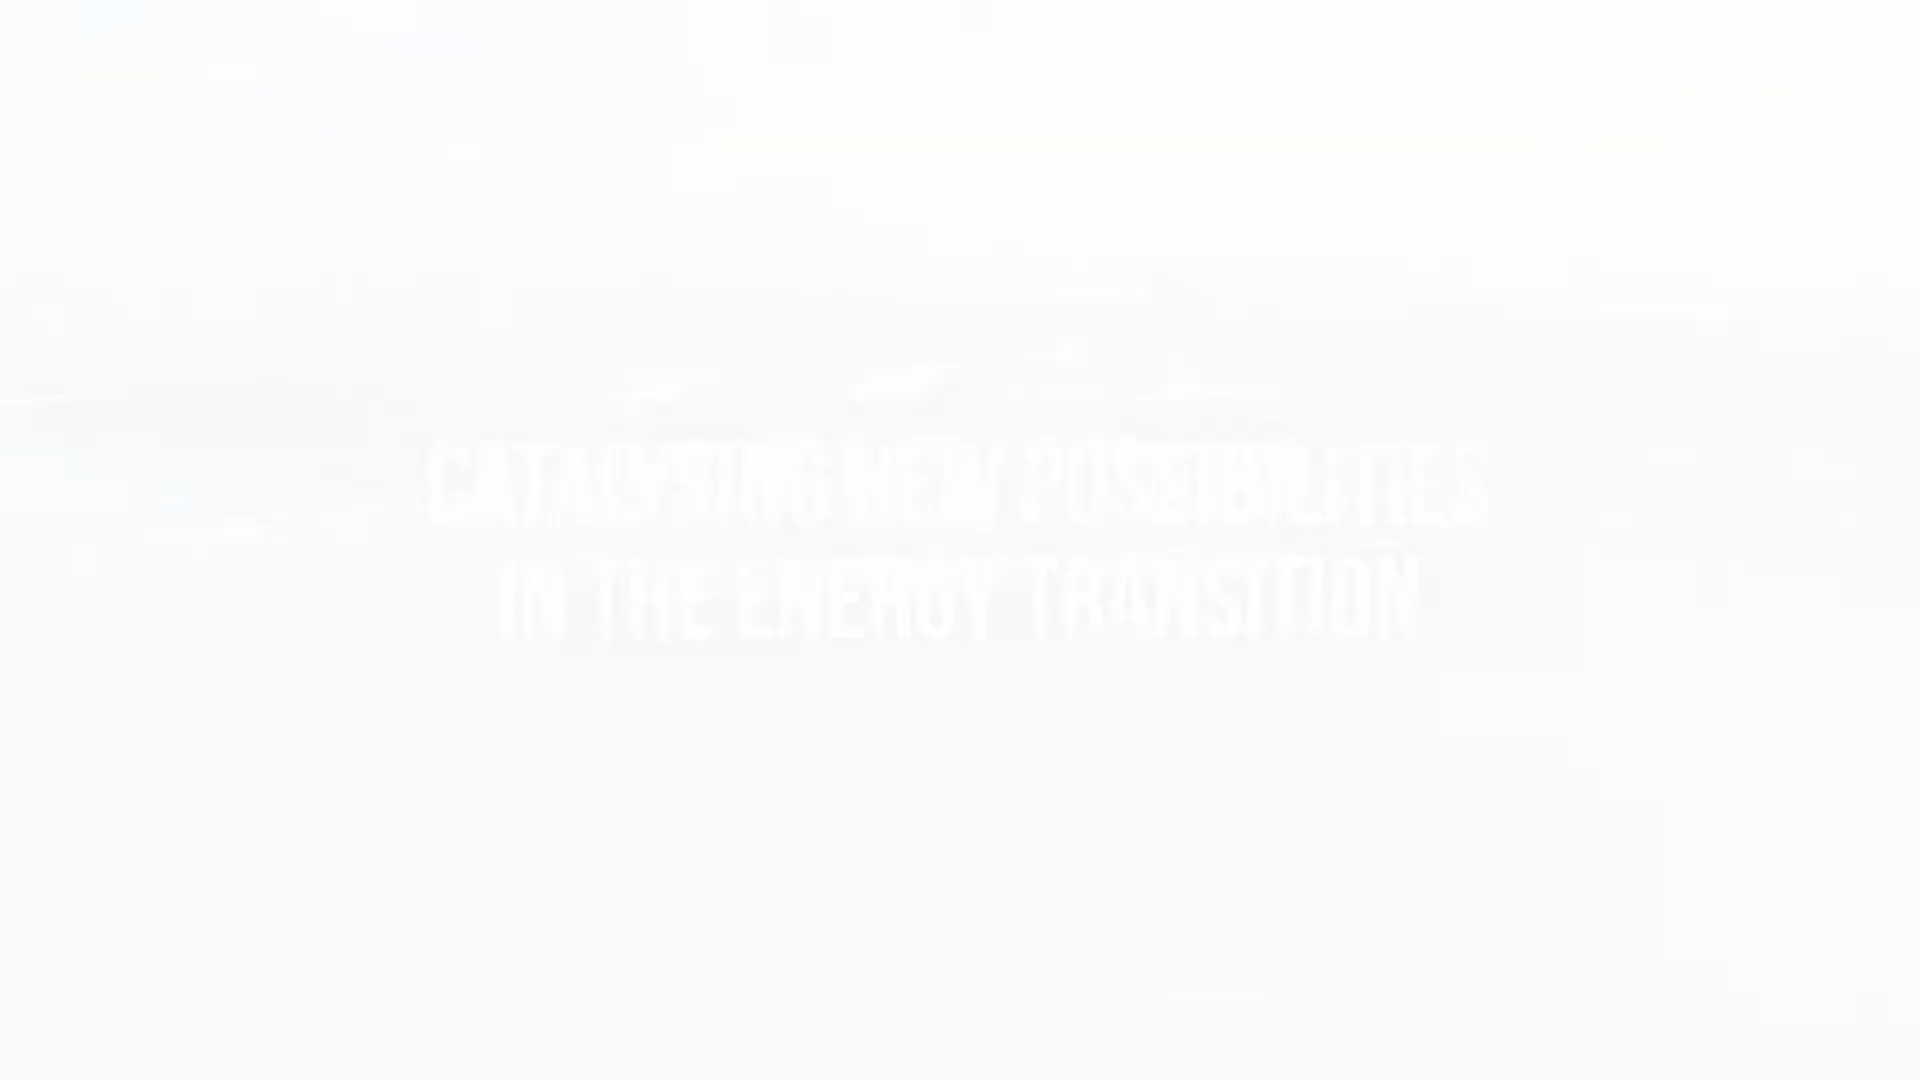 CATALYSING NEW POSSIBILITIES
IN THE ENERGY TRANSITION